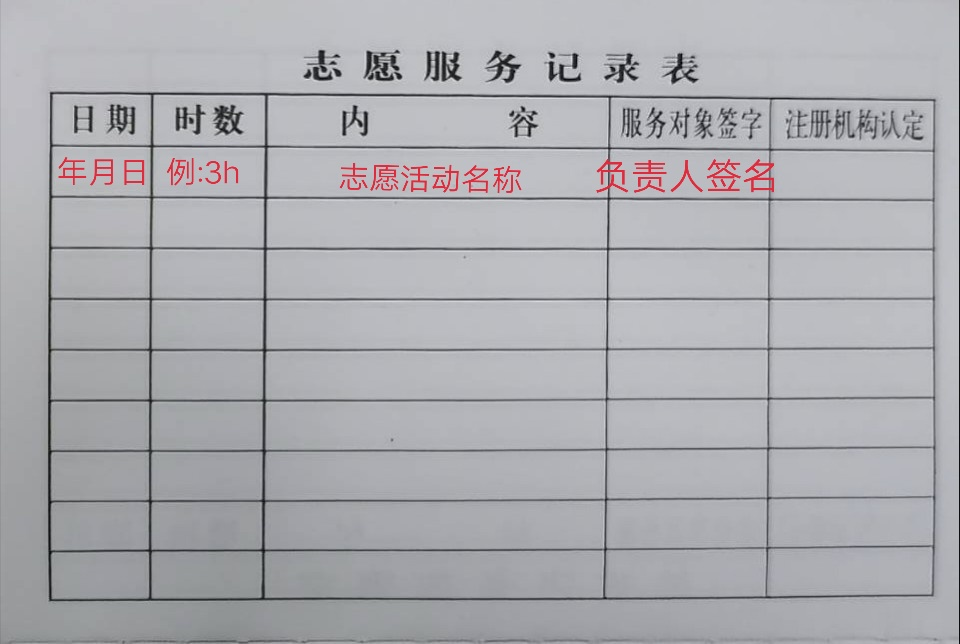 志愿服务记录表
日期 时数 内容 服务对象签字 注册机构认定
年月日 例:3h 志愿活动名称 负责人签名